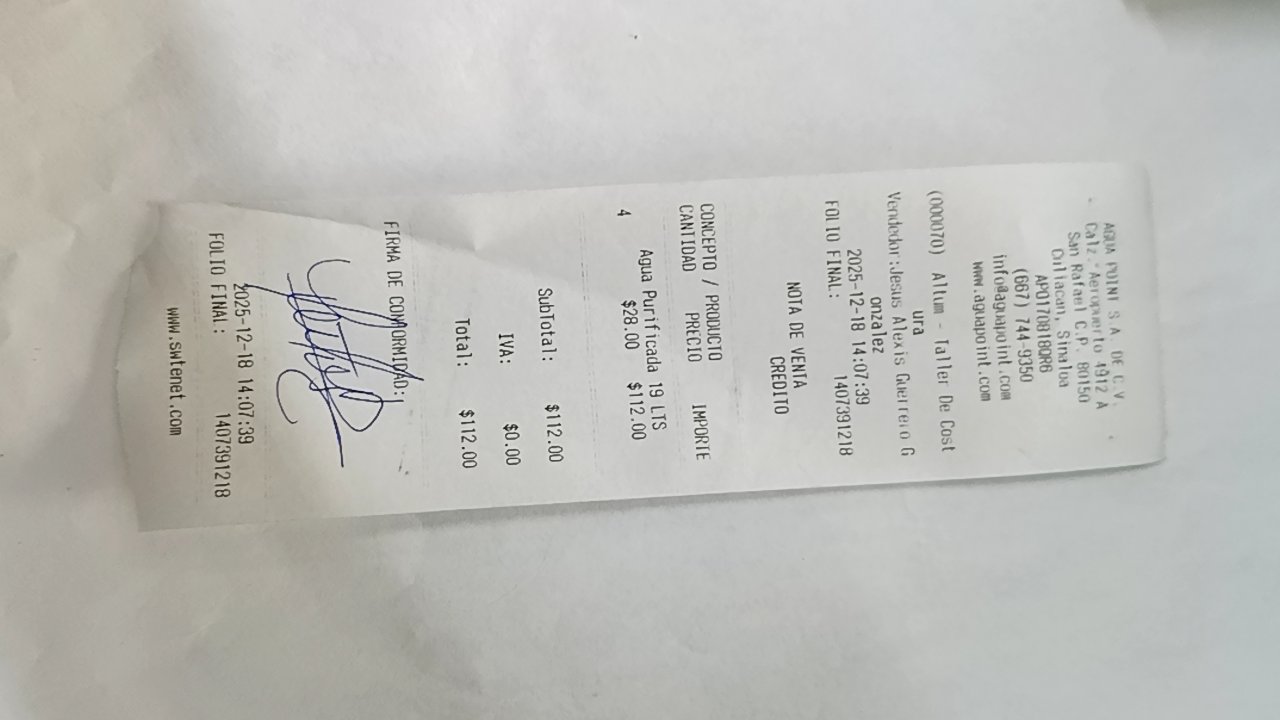 AGUA POINT S.A. DE C.V.
Calz. Aeropuerto 4912 A
San Rafael C.P. 80150
Culiacan, Sinaloa
APO170818QR6
(667) 744-9350
info@aguapoint.com
www.aguapoint.com
(000070) Altum - Taller De Cost
ura
Vendedor:Jesus Alexis Guerrero G
onzalez
2025-12-18 14:07:39
FOLIO FINAL: 1407391218
NOTA DE VENTA
CREDITO
CONCEPTO / PRODUCTO
CANTIDAD PRECIO IMPORTE
Agua Purificada 19 LTS
4 $28.00 $112.00
SubTotal: $112.00
IVA: $0.00
Total: $112.00
FIRMA DE CONFORMIDAD:
2025-12-18 14:07:39
FOLIO FINAL: 1407391218
www.swtenet.com